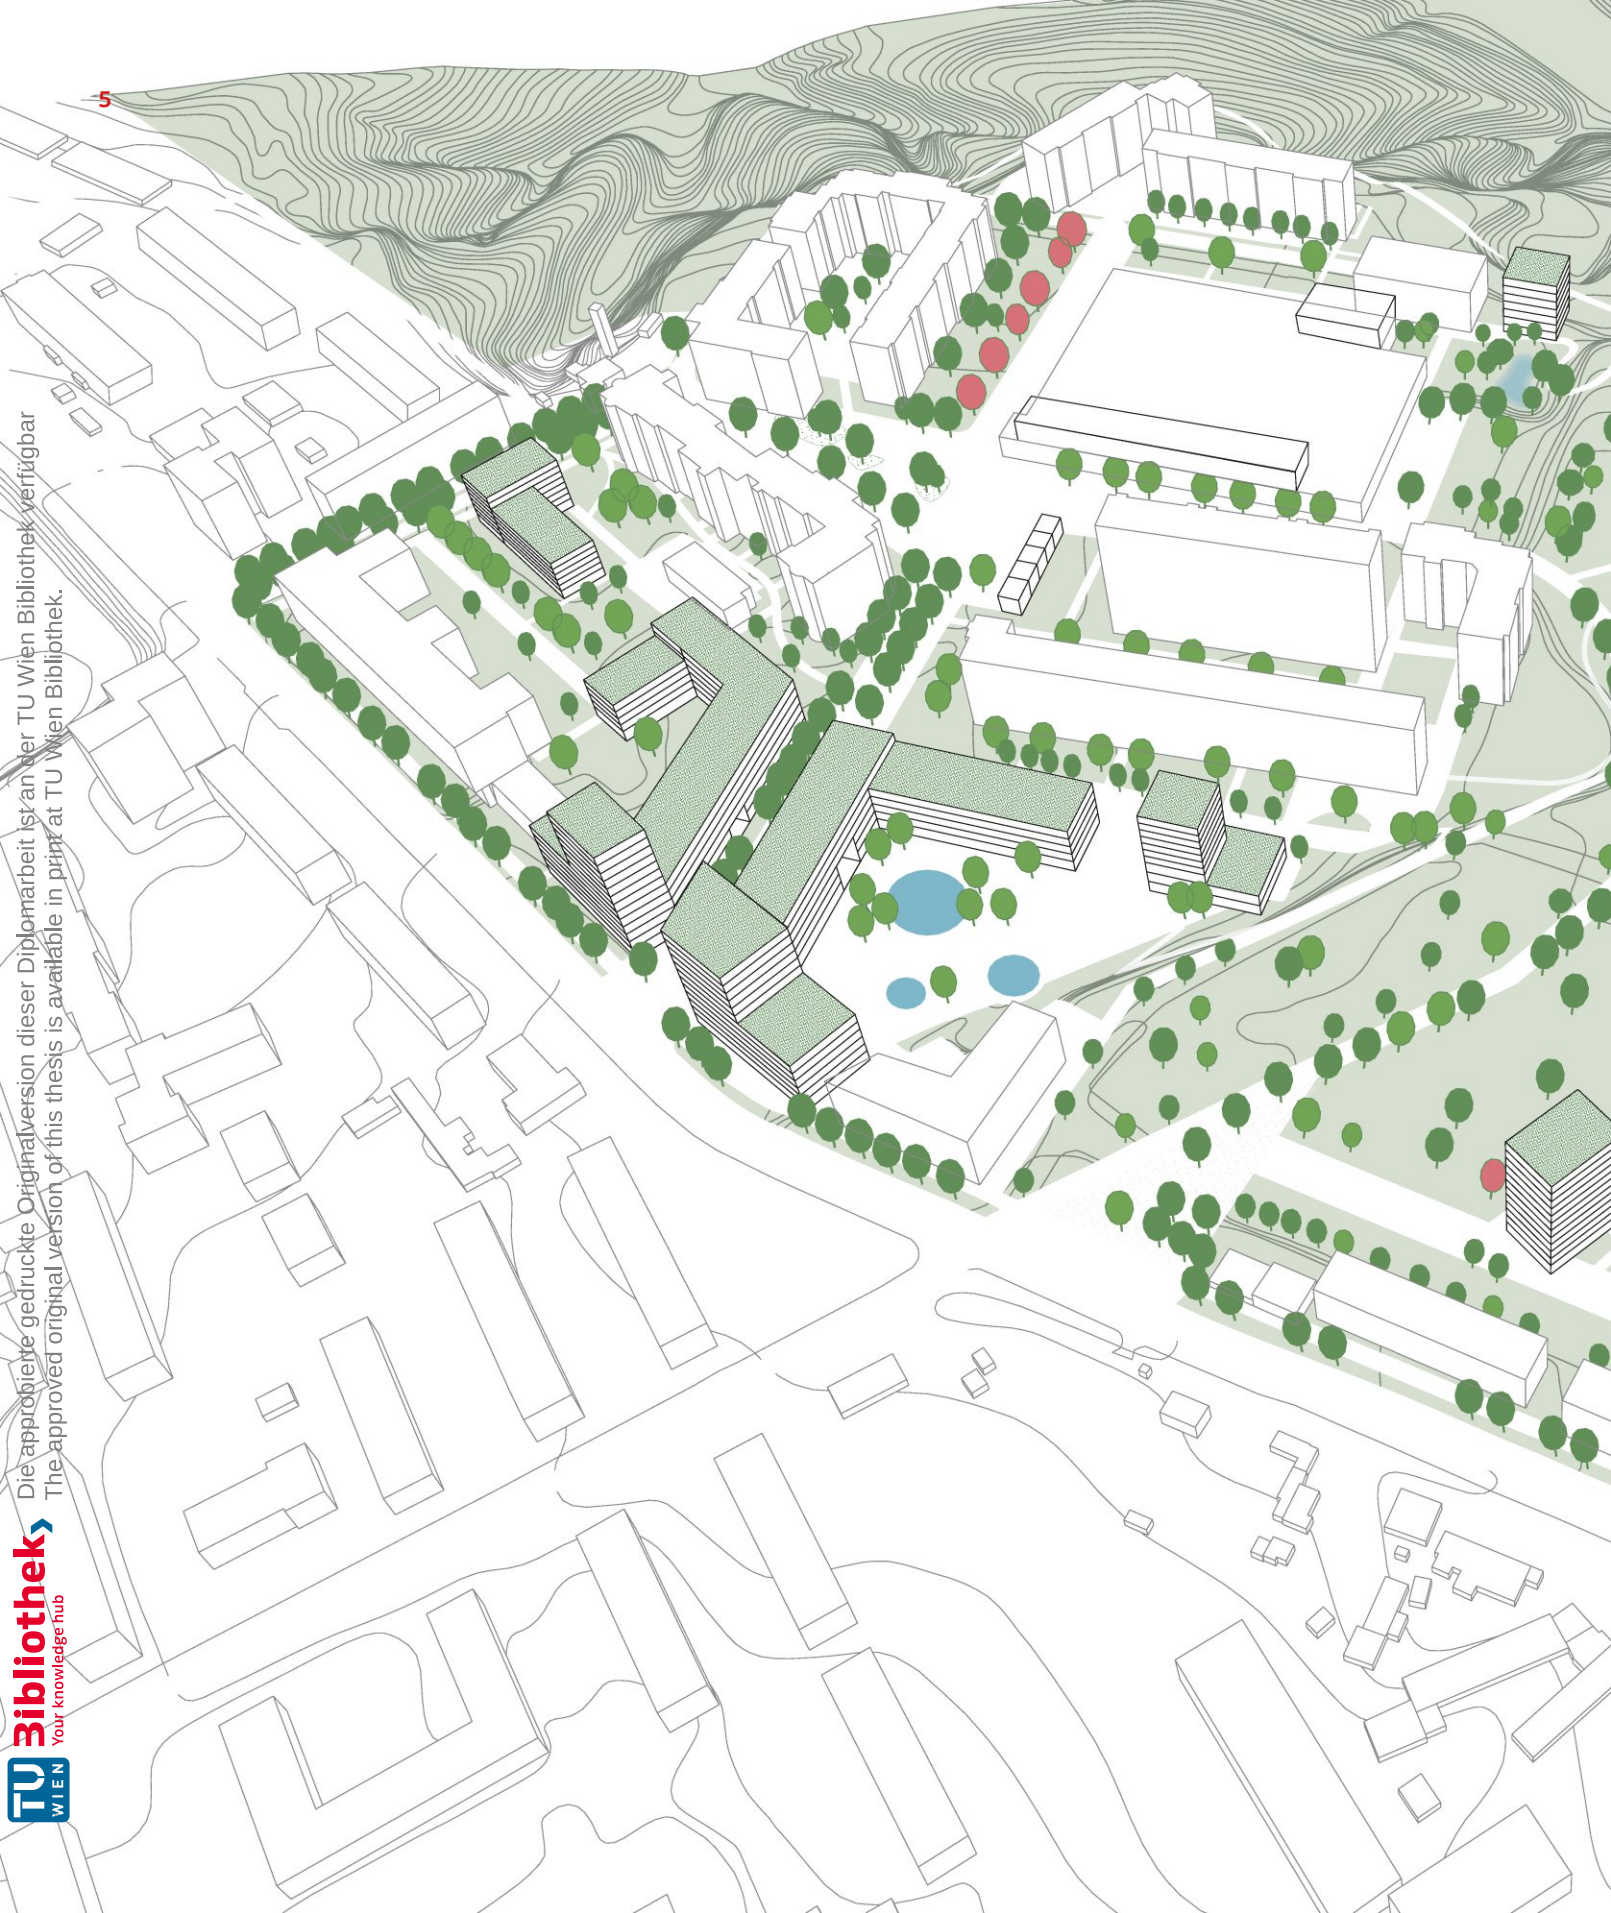 5
Die approbierte gedruckte Originalversion dieser Diplomarbeit ist an der TU Wien Bibliothek verfügbar
The approved original version of this thesis is available in print at TU Wien Bibliothek.
Bibliothek
Your knowledge hub
TU
WIEN